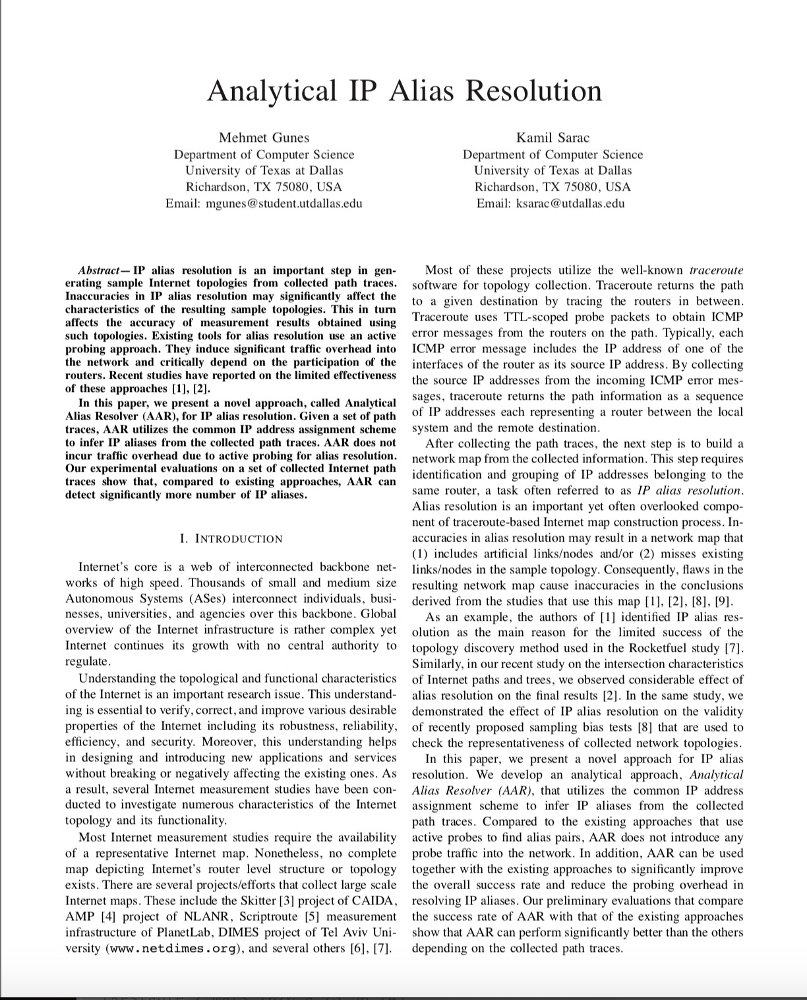 Analytical IP Alias Resolution
Mehmet Gunes
Department of Computer Science
University of Texas at Dallas
Richardson, TX 75080, USA
Email: mgunes@student.utdallas.edu
Kamil Sarac
Department of Computer Science
University of Texas at Dallas
Richardson, TX 75080, USA
Email: ksarac@utdallas.edu
Abstract— IP alias resolution is an important step in gen-
erating sample Internet topologies from collected path traces.
Inaccuracies in IP alias resolution may significantly affect the
characteristics of the resulting sample topologies. This in turn
affects the accuracy of measurement results obtained using
such topologies. Existing tools for alias resolution use an active
probing approach. They induce significant traffic overhead into
the network and critically depend on the participation of the
routers. Recent studies have reported on the limited effectiveness
of these approaches [1], [2].
In this paper, we present a novel approach, called Analytical
Alias Resolver (AAR), for IP alias resolution. Given a set of path
traces, AAR utilizes the common IP address assignment scheme
to infer IP aliases from the collected path traces. AAR does not
incur traffic overhead due to active probing for alias resolution.
Our experimental evaluations on a set of collected Internet path
traces show that, compared to existing approaches, AAR can
detect significantly more number of IP aliases.
I. INTRODUCTION
Internet's core is a web of interconnected backbone net-
works of high speed. Thousands of small and medium size
Autonomous Systems (ASes) interconnect individuals, busi-
nesses, universities, and agencies over this backbone. Global
overview of the Internet infrastructure is rather complex yet
Internet continues its growth with no central authority to
regulate.
Understanding the topological and functional characteristics
of the Internet is an important research issue. This understand-
ing is essential to verify, correct, and improve various desirable
properties of the Internet including its robustness, reliability,
efficiency, and security. Moreover, this understanding helps
in designing and introducing new applications and services
without breaking or negatively affecting the existing ones. As
a result, several Internet measurement studies have been con-
ducted to investigate numerous characteristics of the Internet
topology and its functionality.
Most Internet measurement studies require the availability
of a representative Internet map. Nonetheless, no complete
map depicting Internet's router level structure or topology
exists. There are several projects/efforts that collect large scale
Internet maps. These include the Skitter [3] project of CAIDA,
AMP [4] project of NLANR, Scriptroute [5] measurement
infrastructure of PlanetLab, DIMES project of Tel Aviv Uni-
versity (www.netdimes.org), and several others [6], [7].
Most of these projects utilize the well-known traceroute
software for topology collection. Traceroute returns the path
to a given destination by tracing the routers in between.
Traceroute uses TTL-scoped probe packets to obtain ICMP
error messages from the routers on the path. Typically, each
ICMP error message includes the IP address of one of the
interfaces of the router as its source IP address. By collecting
the source IP addresses from the incoming ICMP error mes-
sages, traceroute returns the path information as a sequence
of IP addresses each representing a router between the local
system and the remote destination.
After collecting the path traces, the next step is to build a
network map from the collected information. This step requires
identification and grouping of IP addresses belonging to the
same router, a task often referred to as IP alias resolution.
Alias resolution is an important yet often overlooked compo-
nent of traceroute-based Internet map construction process. In-
accuracies in alias resolution may result in a network map that
(1) includes artificial links/nodes and/or (2) misses existing
links/nodes in the sample topology. Consequently, flaws in the
resulting network map cause inaccuracies in the conclusions
derived from the studies that use this map [1], [2], [8], [9].
As an example, the authors of [1] identified IP alias res-
olution as the main reason for the limited success of the
topology discovery method used in the Rocketfuel study [7].
Similarly, in our recent study on the intersection characteristics
of Internet paths and trees, we observed considerable effect of
alias resolution on the final results [2]. In the same study, we
demonstrated the effect of IP alias resolution on the validity
of recently proposed sampling bias tests [8] that are used to
check the representativeness of collected network topologies.
In this paper, we present a novel approach for IP alias
resolution. We develop an analytical approach, Analytical
Alias Resolver (AAR), that utilizes the common IP address
assignment scheme to infer IP aliases from the collected
path traces. Compared to the existing approaches that use
active probes to find alias pairs, AAR does not introduce any
probe traffic into the network. In addition, AAR can be used
together with the existing approaches to significantly improve
the overall success rate and reduce the probing overhead in
resolving IP aliases. Our preliminary evaluations that compare
the success rate of AAR with that of the existing approaches
show that AAR can perform significantly better than the others
depending on the collected path traces.